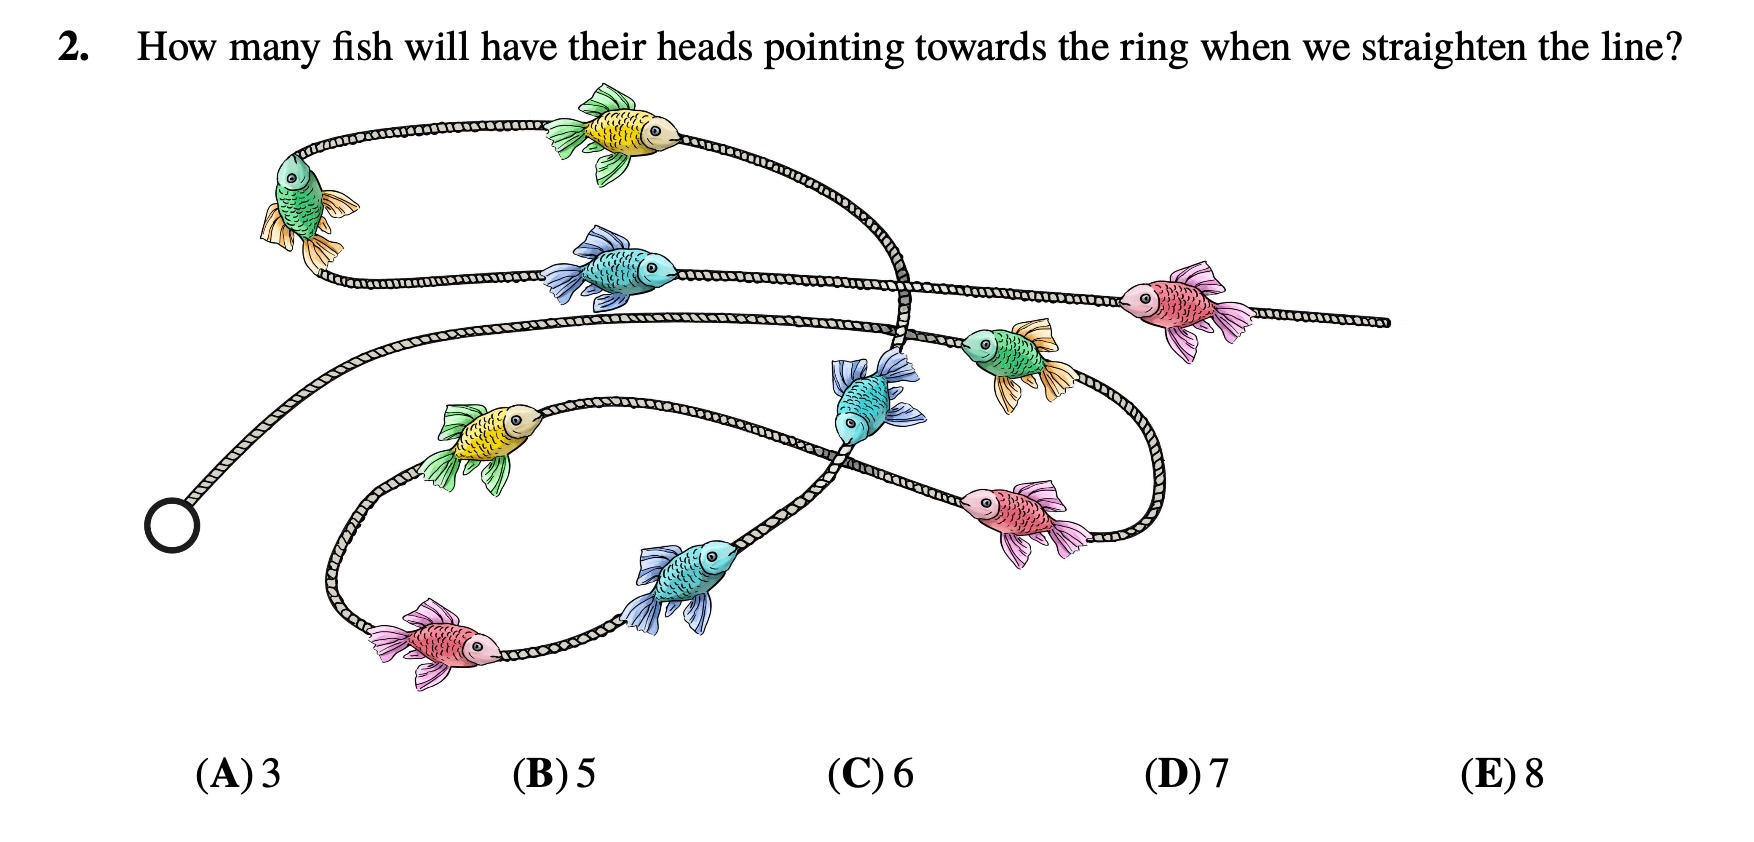 2. How many fish will have their heads pointing towards the ring when we straighten the line?
(A) 3 (B) 5 (C) 6 (D) 7 (E) 8